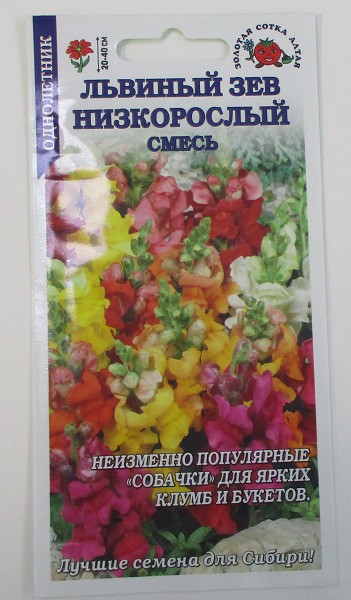 ОДНОЛЕТНИК
20-40 СМ
ЗОЛОТАЯ СОТКА АЛТАЯ
ЛЬВИНЫЙ ЗЕВ
НИЗКОРОСЛЫЙ
СМЕСЬ
НЕИЗМЕННО ПОПУЛЯРНЫЕ
«СОБАЧКИ» ДЛЯ ЯРКИХ
КЛУМБ И БУКЕТОВ.
Лучшие семена для Сибири!